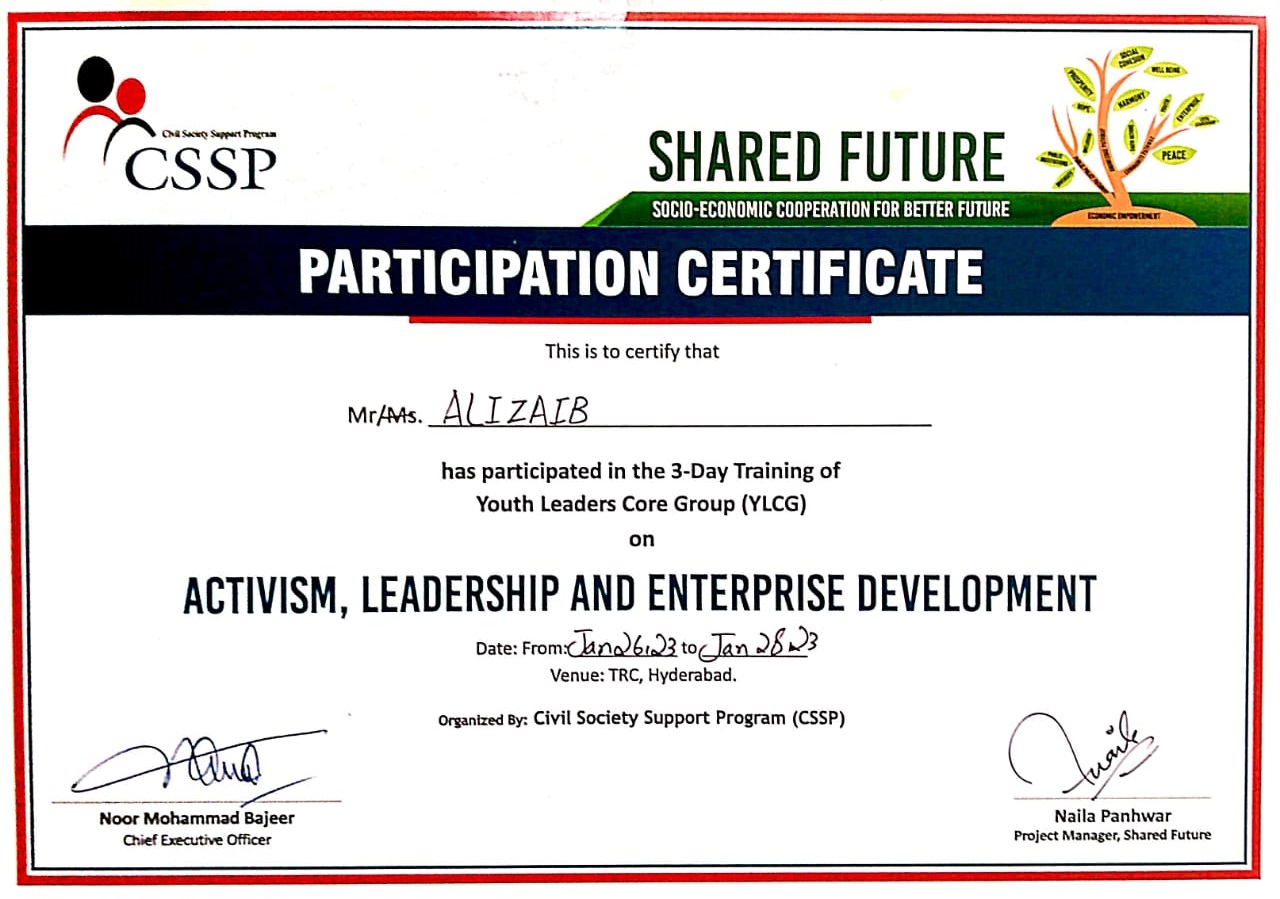 Civil Society Support Program
CSSP
SHARED FUTURE
SOCIO-ECONOMIC COOPERATION FOR BETTER FUTURE
SOCIAL COHESION
WELL BEING
PROSPERITY
HOPE
HARMONY
ENTERPRISE
PEACE
ECONOMIC EMPOWERMENT
PARTICIPATION CERTIFICATE
This is to certify that
Mr/Ms. ALIZAIB
has participated in the 3-Day Training of
Youth Leaders Core Group (YLCG)
on
ACTIVISM, LEADERSHIP AND ENTERPRISE DEVELOPMENT
Date: From: Jan 26, 23 to Jan 28 23
Venue: TRC, Hyderabad.
Organized By: Civil Society Support Program (CSSP)
Noor Mohammad Bajeer
Chief Executive Officer
Naila
Naila Panhwar
Project Manager, Shared Future